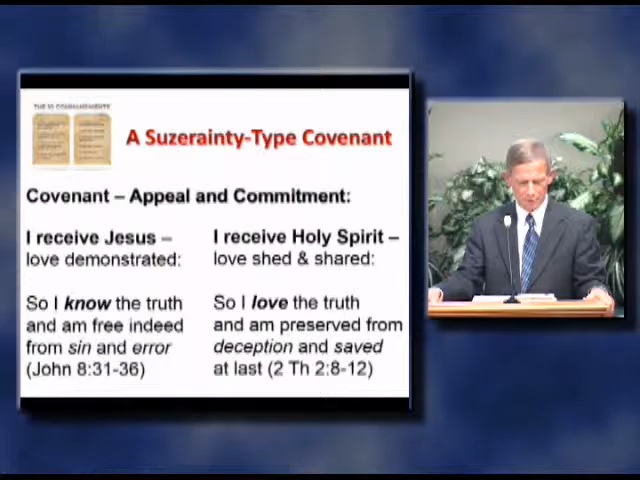 THE 10 COMMANDMENTS
A Suzerainty-Type Covenant
Covenant – Appeal and Commitment:
I receive Jesus –
love demonstrated:
So I know the truth
and am free indeed
from sin and error
(John 8:31-36)
I receive Holy Spirit –
love shed & shared:
So I love the truth
and am preserved from
deception and saved
at last (2 Th 2:8-12)